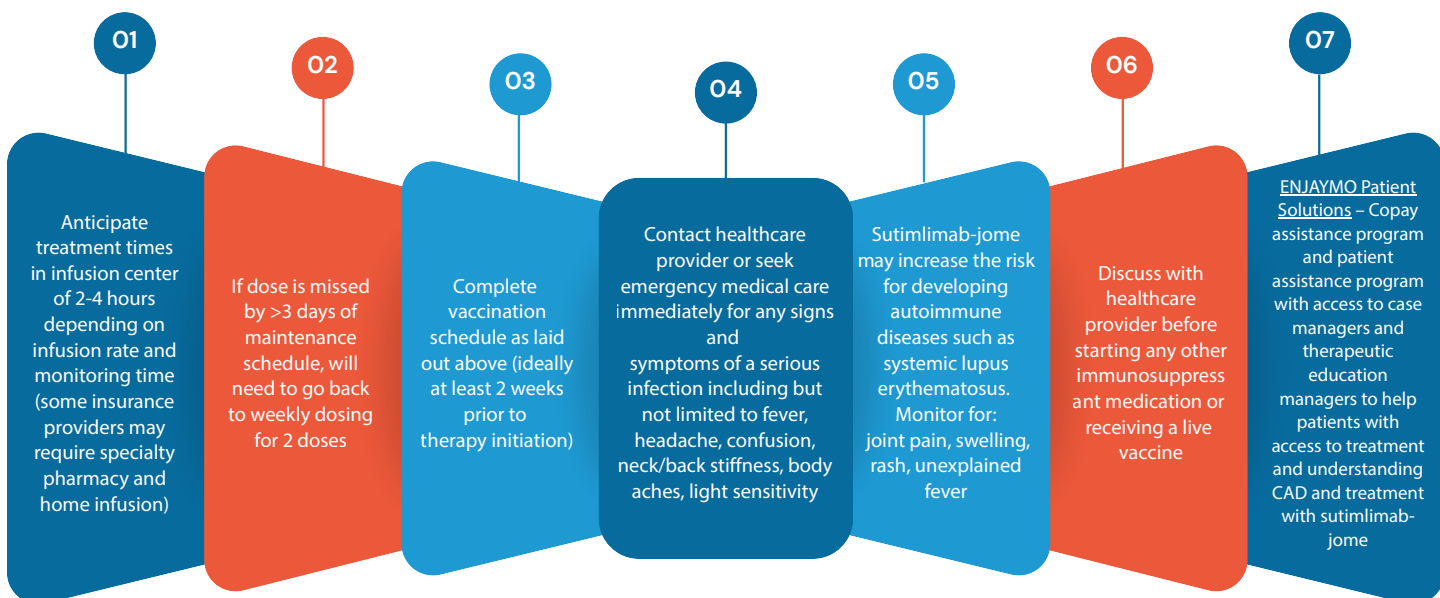 01
Anticipate
treatment times
in infusion center
of 2-4 hours
depending on
infusion rate and
monitoring time
(some insurance
providers may
require specialty
pharmacy and
home infusion)
02
If dose is missed
by >3 days of
maintenance
schedule, will
need to go back
to weekly dosing
for 2 doses
03
Complete
vaccination
schedule as laid
out above (ideally
at least 2 weeks
prior to
therapy initiation)
04
Contact healthcare
provider or seek
emergency medical care
immediately for any signs
and
symptoms of a serious
infection including but
not limited to fever,
headache, confusion,
neck/back stiffness, body
aches, light sensitivity
05
Sutimlimab-jome
may increase the risk
for developing
autoimmune
diseases such as
systemic lupus
erythematosus.
Monitor for:
joint pain, swelling,
rash, unexplained
fever
06
Discuss with
healthcare
provider before
starting any other
immunosuppress
ant medication or
receiving a live
vaccine
07
ENJAYMO Patient
Solutions – Copay
assistance program
and patient
assistance program
with access to case
managers and
therapeutic
education
managers to help
patients with
access to treatment
and understanding
CAD and treatment
with sutimlimab-
jome